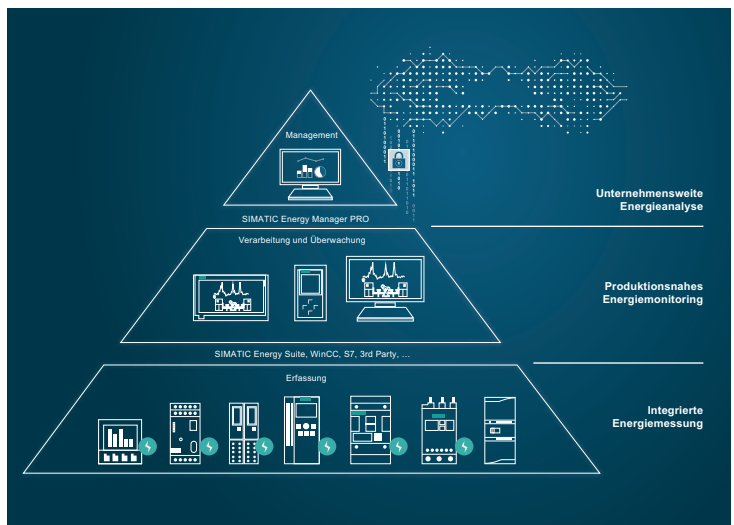 Management
SIMATIC Energy Manager PRO
Unternehmensweite
Energieanalyse
Verarbeitung und Überwachung
Produktionsnahes
Energiemonitoring
SIMATIC Energy Suite, WinCC, S7, 3rd Party, ...
Erfassung
Integrierte
Energiemessung